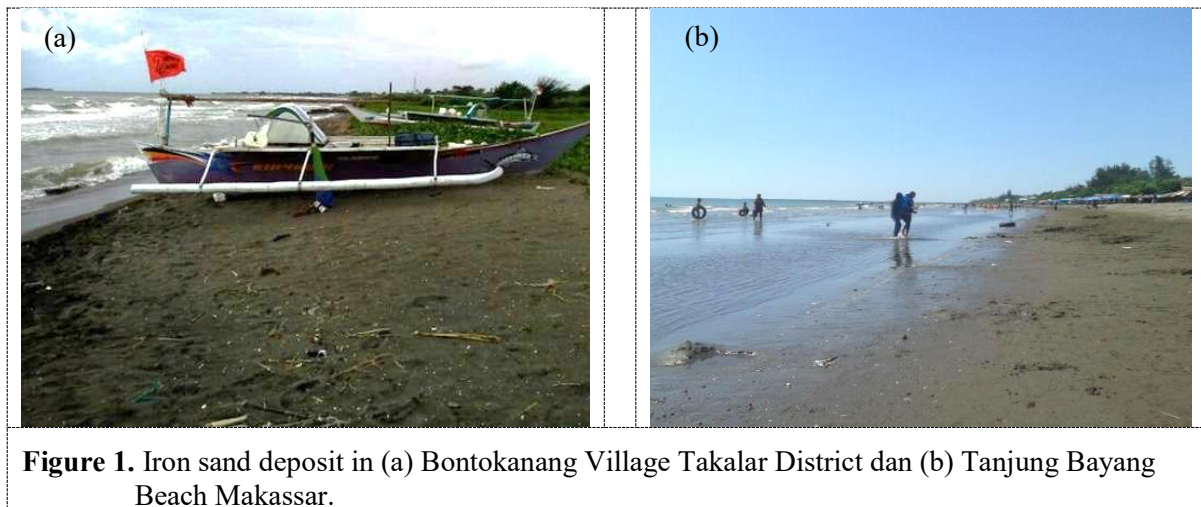 (a)
(b)
Figure 1. Iron sand deposit in (a) Bontokanang Village Takalar District dan (b) Tanjung Bayang
Beach Makassar.